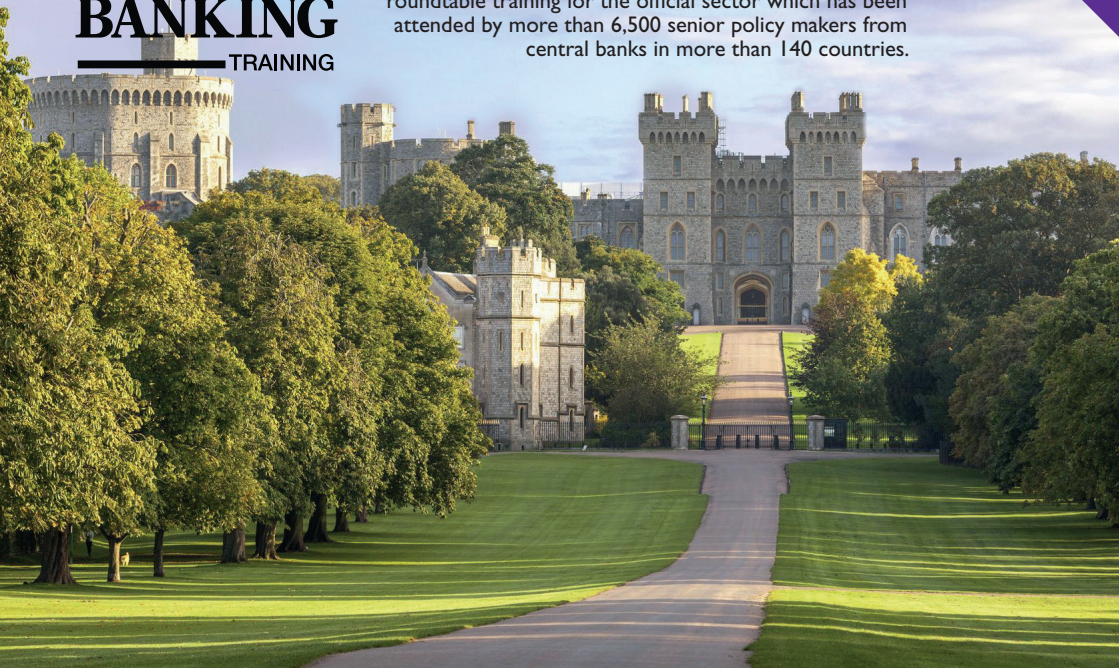 BANKING
TRAINING
roundtable training for the official sector which has been
attended by more than 6,500 senior policy makers from
central banks in more than 140 countries.